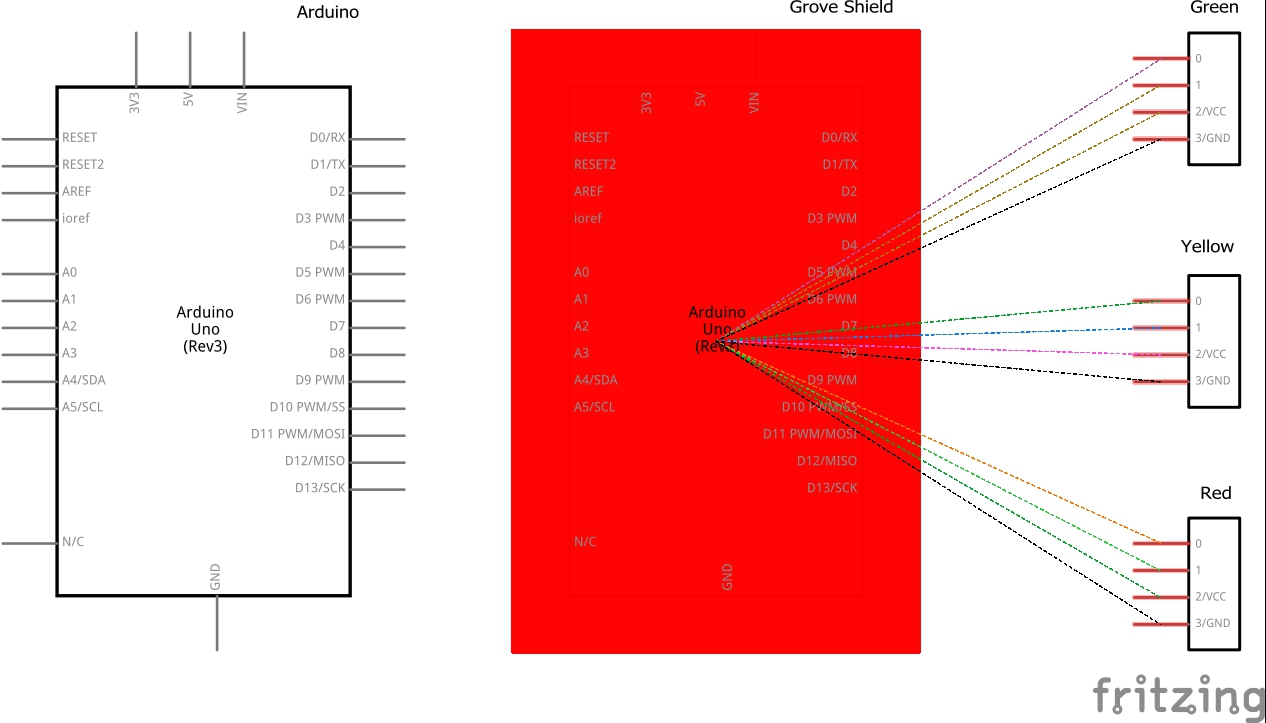 Arduino
3V3
5V
VIN
RESET
RESET2
AREF
ioref
A0
A1
A2
A3
A4/SDA
A5/SCL
N/C
Arduino
Uno
(Rev3)
D0/RX
D1/TX
D2
D3 PWM
D4
D5 PWM
D6 PWM
D7
D8
D9 PWM
D10 PWM/SS
D11 PWM/MOSI
D12/MISO
D13/SCK
GND
Grove Shield
3V3
5V
VIN
RESET
RESET2
AREF
ioref
A0
A1
A2
A3
A4/SDA
A5/SCL
N/C
Arduino
Uno
(Rev3)
D0/RX
D1/TX
D2
D3 PWM
D4
D5 PWM
D6 PWM
D7
D8
D9 PWM
D10 PWM/SS
D11 PWM/MOSI
D12/MISO
D13/SCK
GND
Green
0
1
2/VCC
3/GND
Yellow
0
1
2/VCC
3/GND
Red
0
1
2/VCC
3/GND
fritzing